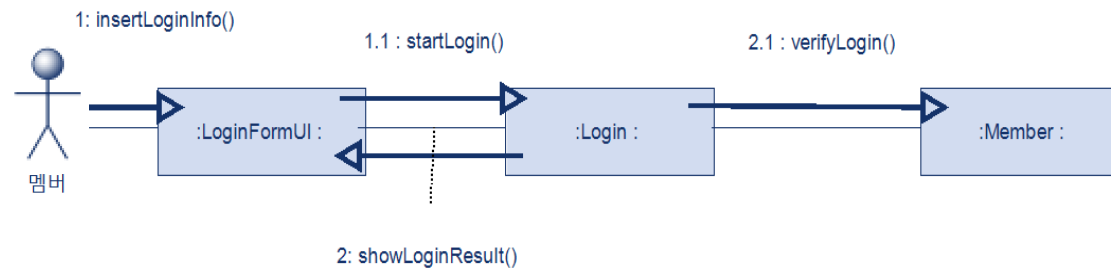 1: insertLoginInfo()
1.1 : startLogin()
2.1 : verifyLogin()
:LoginFormUI :
:Login :
:Member :
멤버
2: showLoginResult()